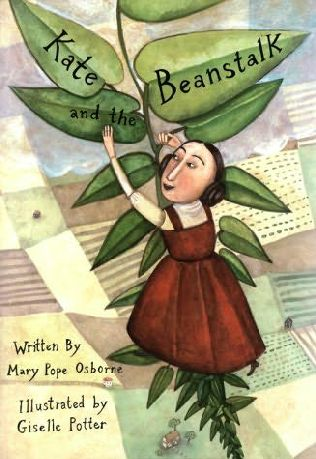 Kate
and the
Beanstalk
Written By
Mary Pope Osborne
Illustrated by
Giselle Potter